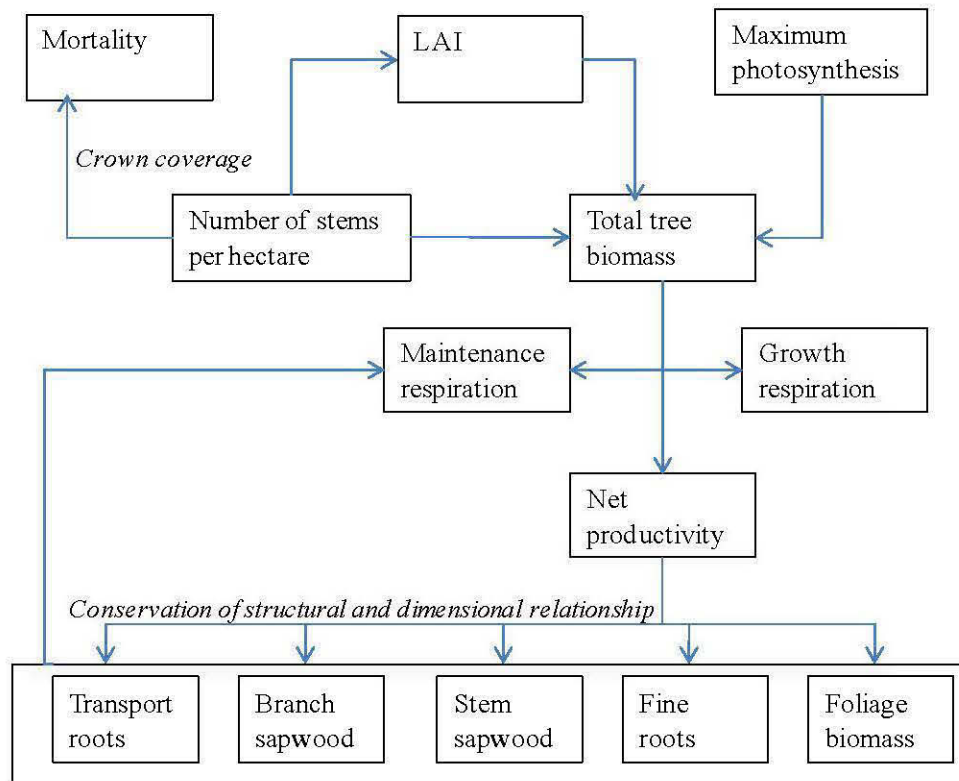 Mortality
LAI
Maximum
photosynthesis
Crown coverage
Number of stems
per hectare
Total tree
biomass
Maintenance
respiration
Growth
respiration
Net
productivity
Conservation of structural and dimensional relationship
Transport
roots
Branch
sapwood
Stem
sapwood
Fine
roots
Foliage
biomass